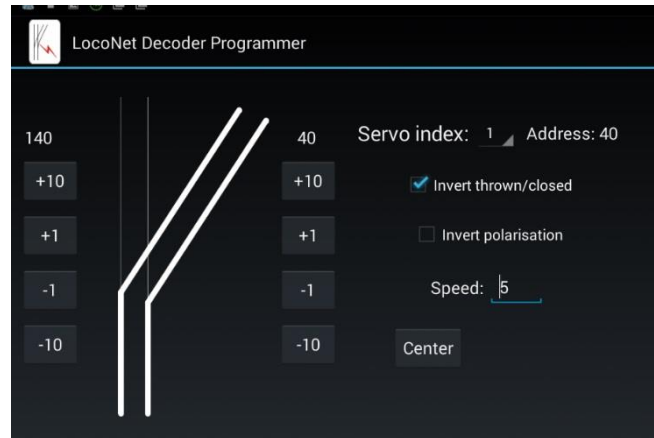 LocoNet Decoder Programmer
140
40
Servo index: 1 Address: 40
+10
+10
Invert thrown/closed
+1
+1
Invert polarisation
-1
-1
Speed: 5
-10
-10
Center